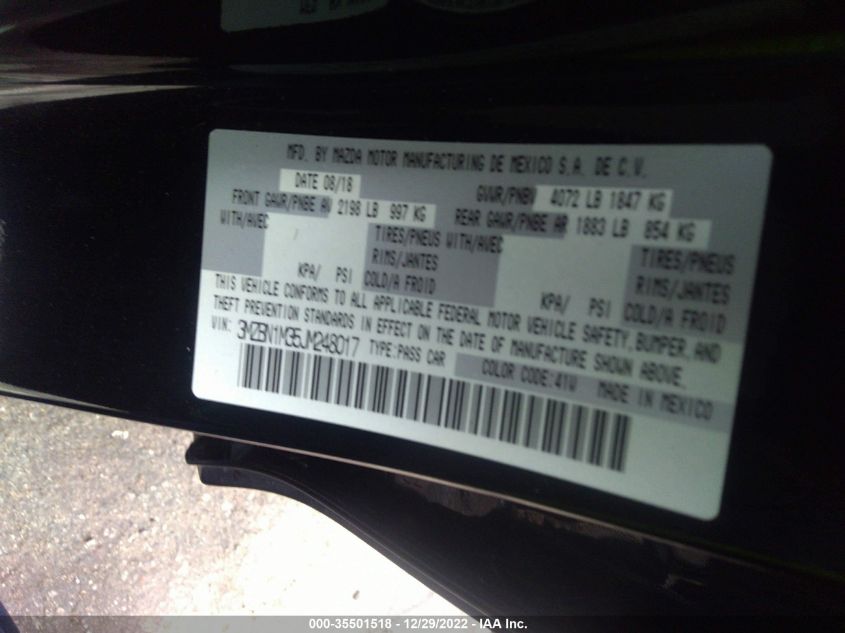 MFD. BY MAZDA MOTOR MANUFACTURING DE MEXICO S.A. DE C.V.
DATE 08/18 GVWR/PNBV 4072 LB 1847 KG
FRONT GAWR/PNBE AV 2198 LB 997 KG REAR GAWR/PNBE AR 1883 LB 854 KG
WITH/AVEC TIRES/PNEUS WITH/AVEC TIRES/PNEUS
RIMS/JANTES RIMS/JANTES
KPA/ PSI COLD/A FROID KPA/ PSI COLD/A FROID
THIS VEHICLE CONFORMS TO ALL APPLICABLE FEDERAL MOTOR VEHICLE SAFETY, BUMPER, AND
THEFT PREVENTION STANDARDS IN EFFECT ON THE DATE OF MANUFACTURE SHOWN ABOVE.
VIN: 3MZBN1M35JM248017 TYPE:PASS CAR
COLOR CODE:41W MADE IN MEXICO
000-35501518 - 12/29/2022 - IAA Inc.